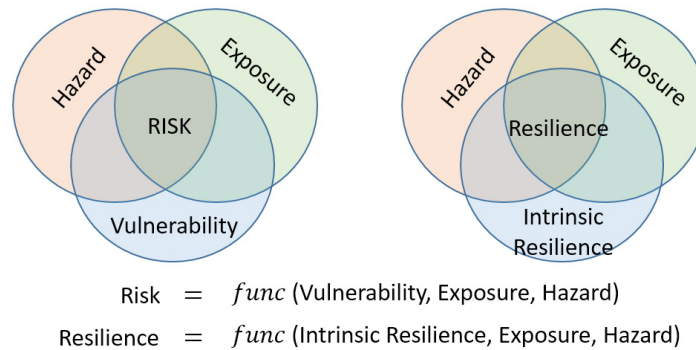 Hazard
Exposure
RISK
Vulnerability
Hazard
Exposure
Resilience
Intrinsic
Resilience
Risk = func (Vulnerability, Exposure, Hazard)
Resilience = func (Intrinsic Resilience, Exposure, Hazard)